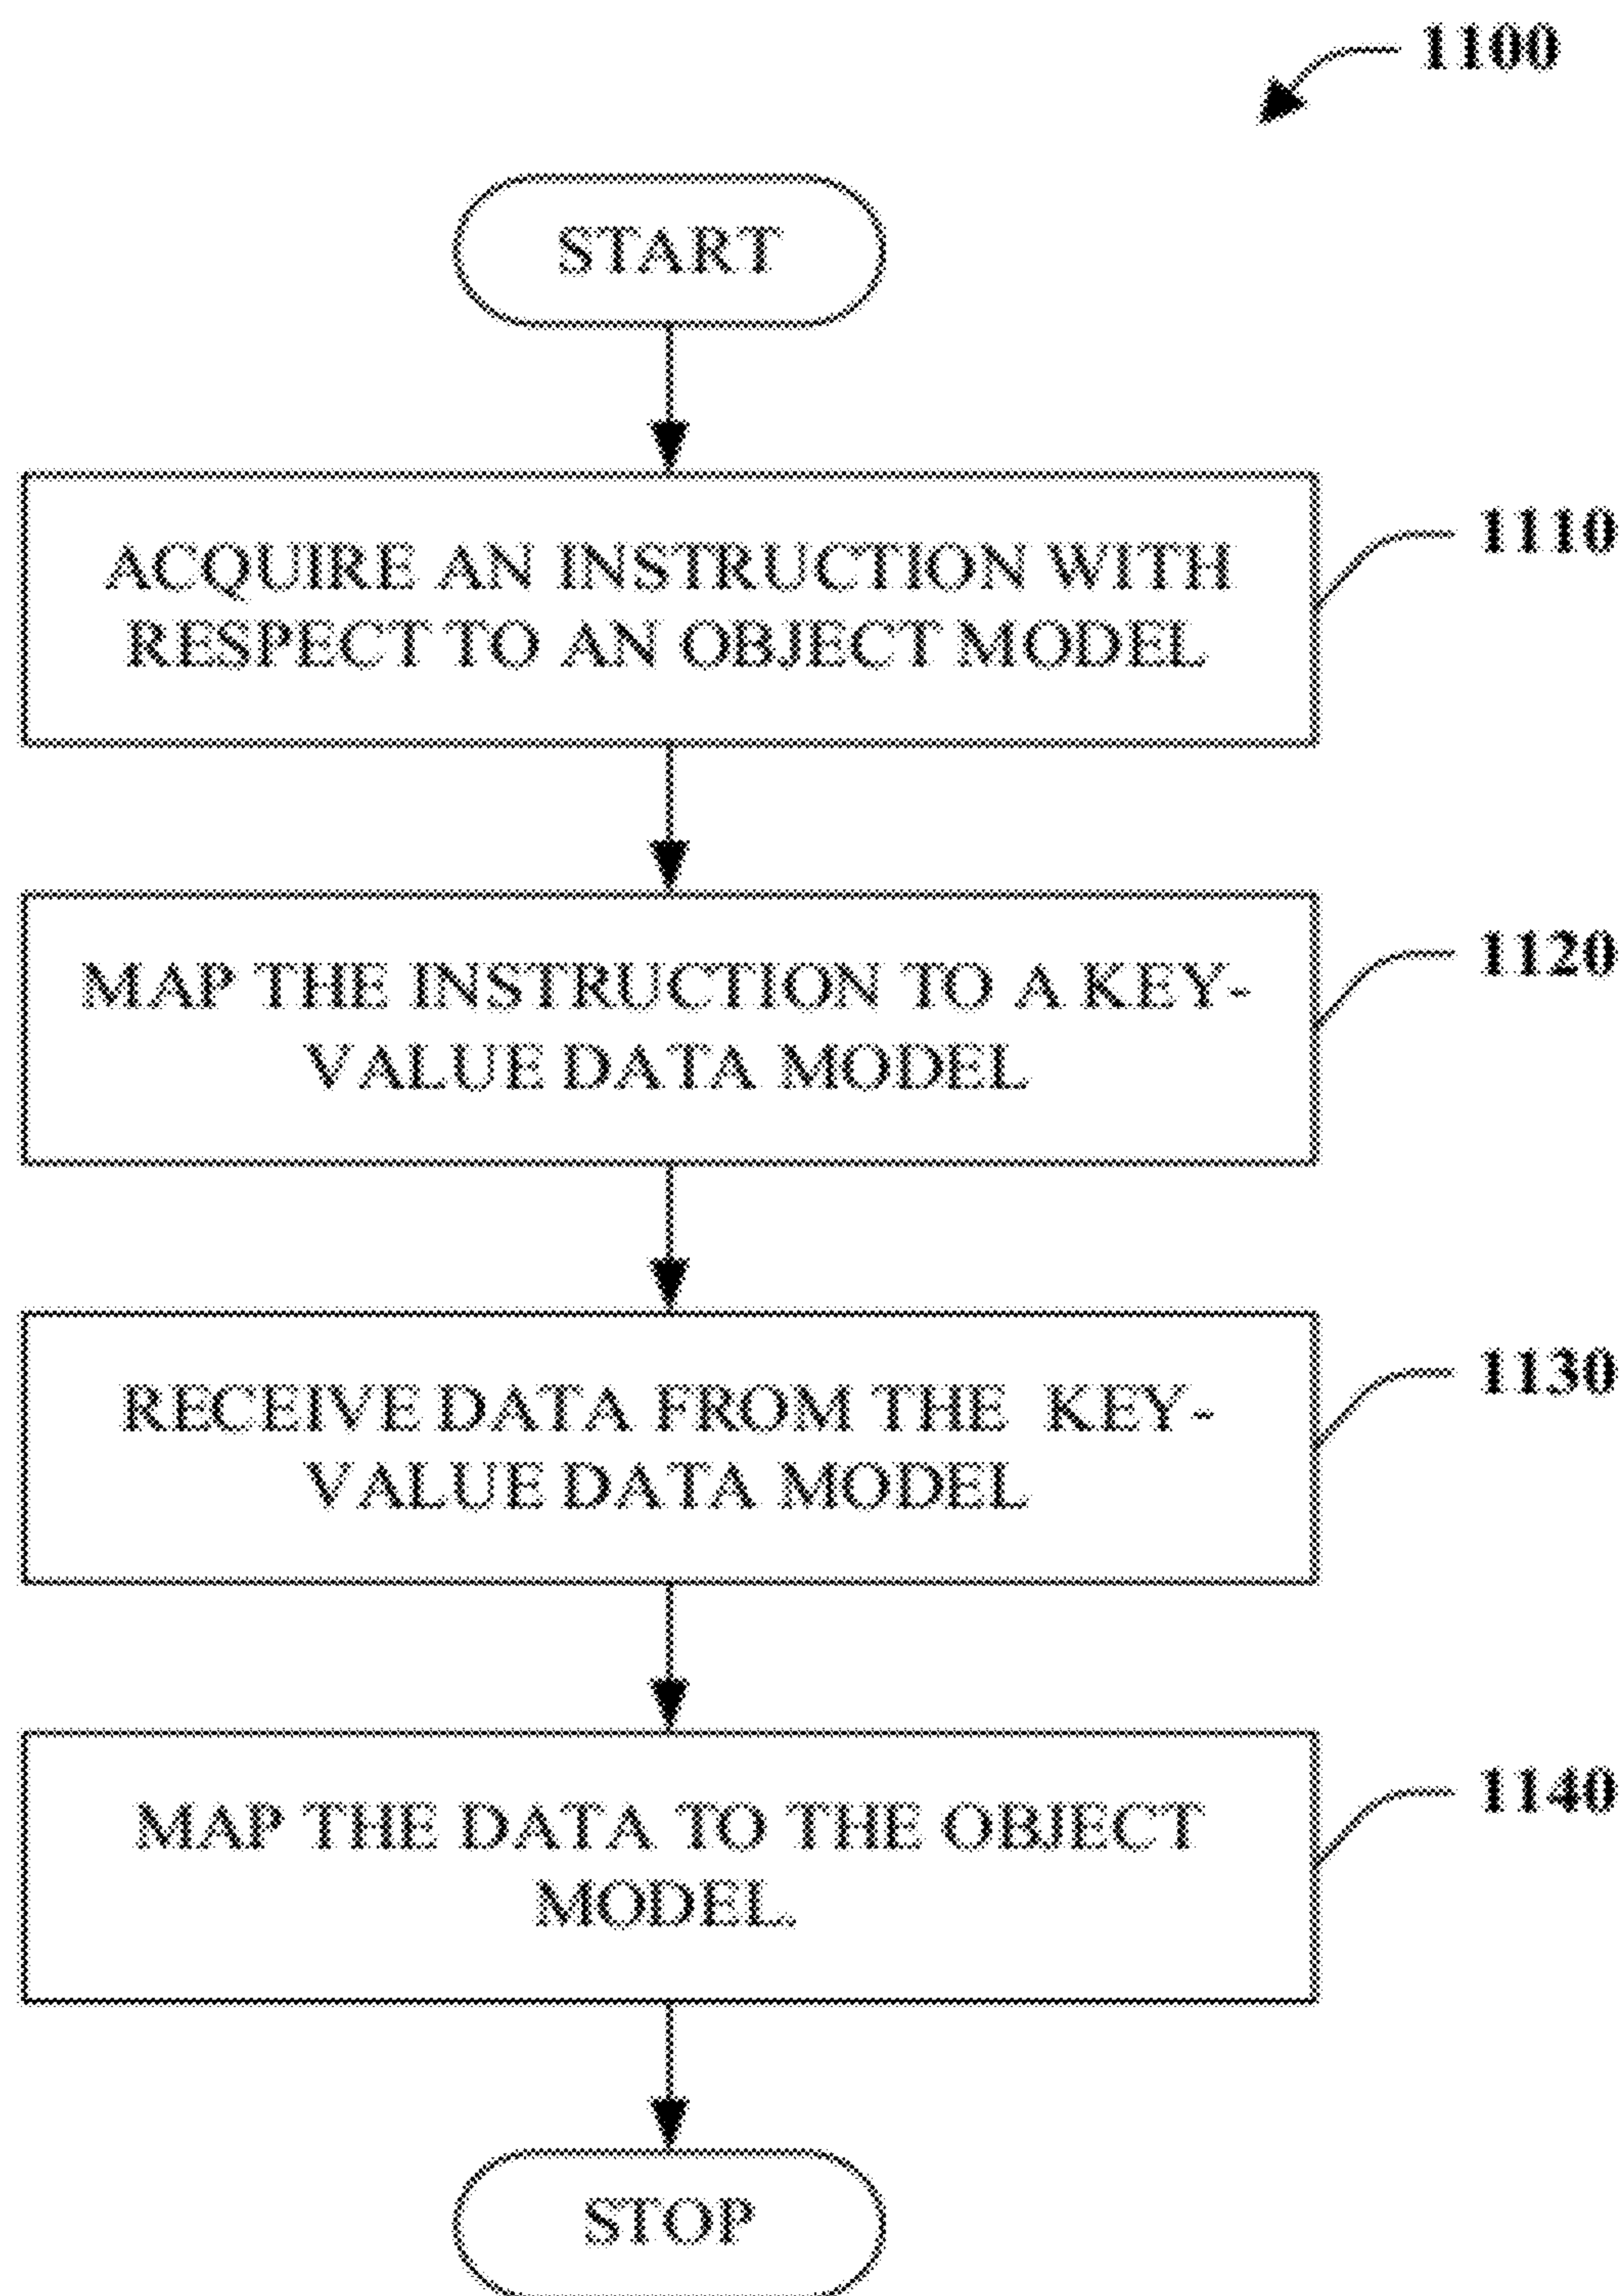 1100
START
ACQUIRE AN INSTRUCTION WITH
RESPECT TO AN OBJECT MODEL
1110
MAP THE INSTRUCTION TO A KEY-
VALUE DATA MODEL
1120
RECEIVE DATA FROM THE KEY-
VALUE DATA MODEL
1130
MAP THE DATA TO THE OBJECT
MODEL.
1140
STOP